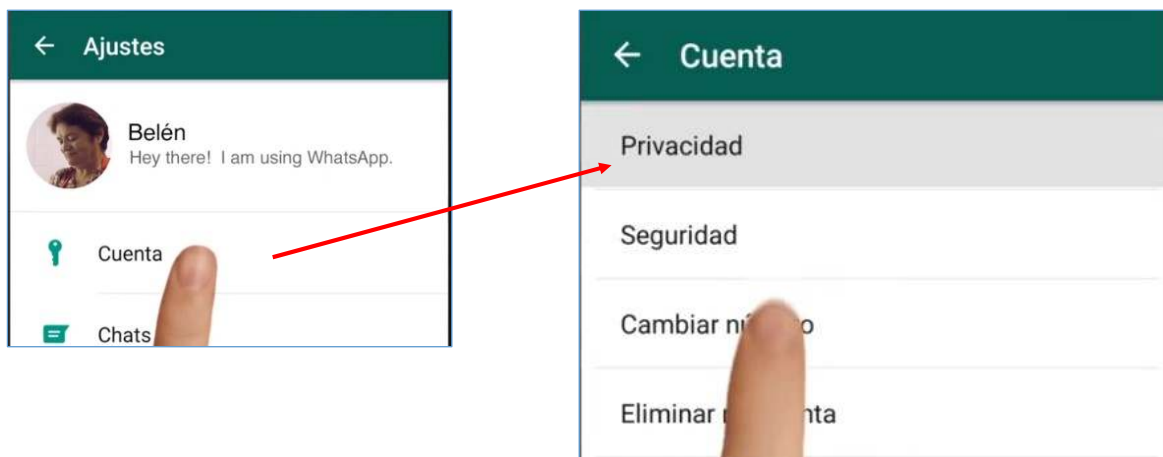 Ajustes
Belén
Hey there! I am using WhatsApp.
Cuenta
Chats
Cuenta
Privacidad
Seguridad
Cambiar
Eliminar